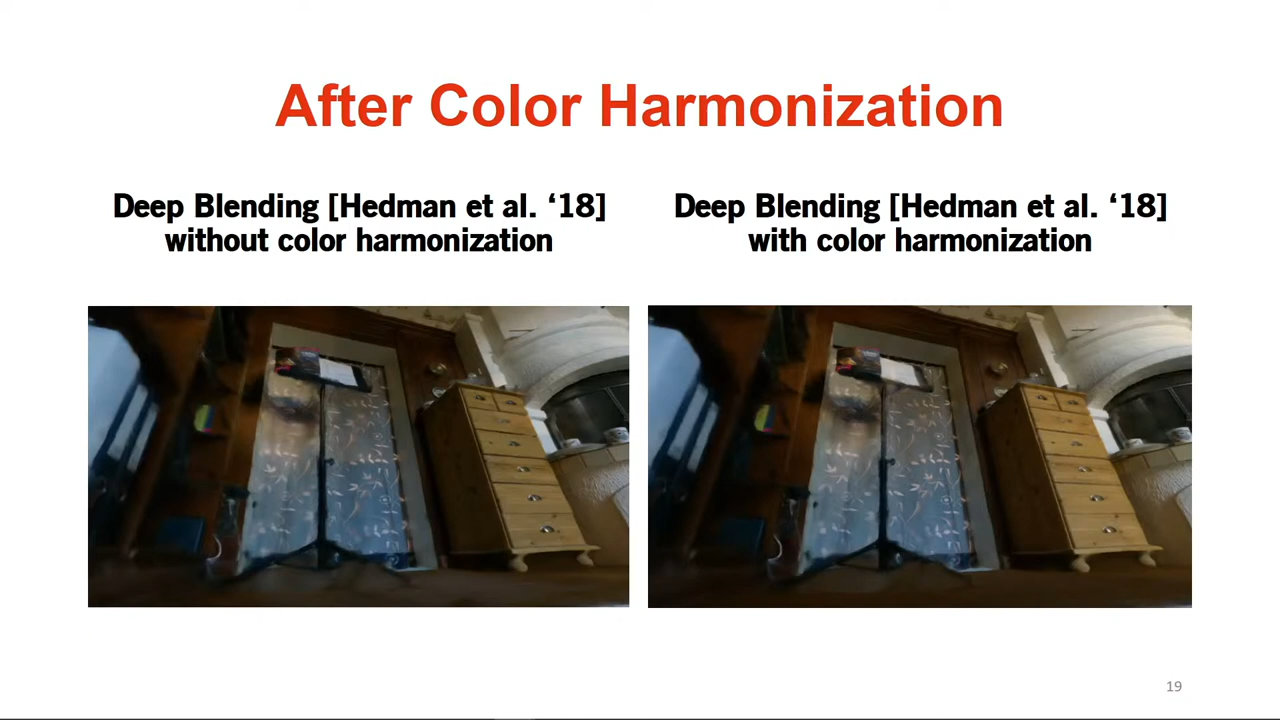 After Color Harmonization
Deep Blending [Hedman et al. ‘18]
without color harmonization
Deep Blending [Hedman et al. ‘18]
with color harmonization
19